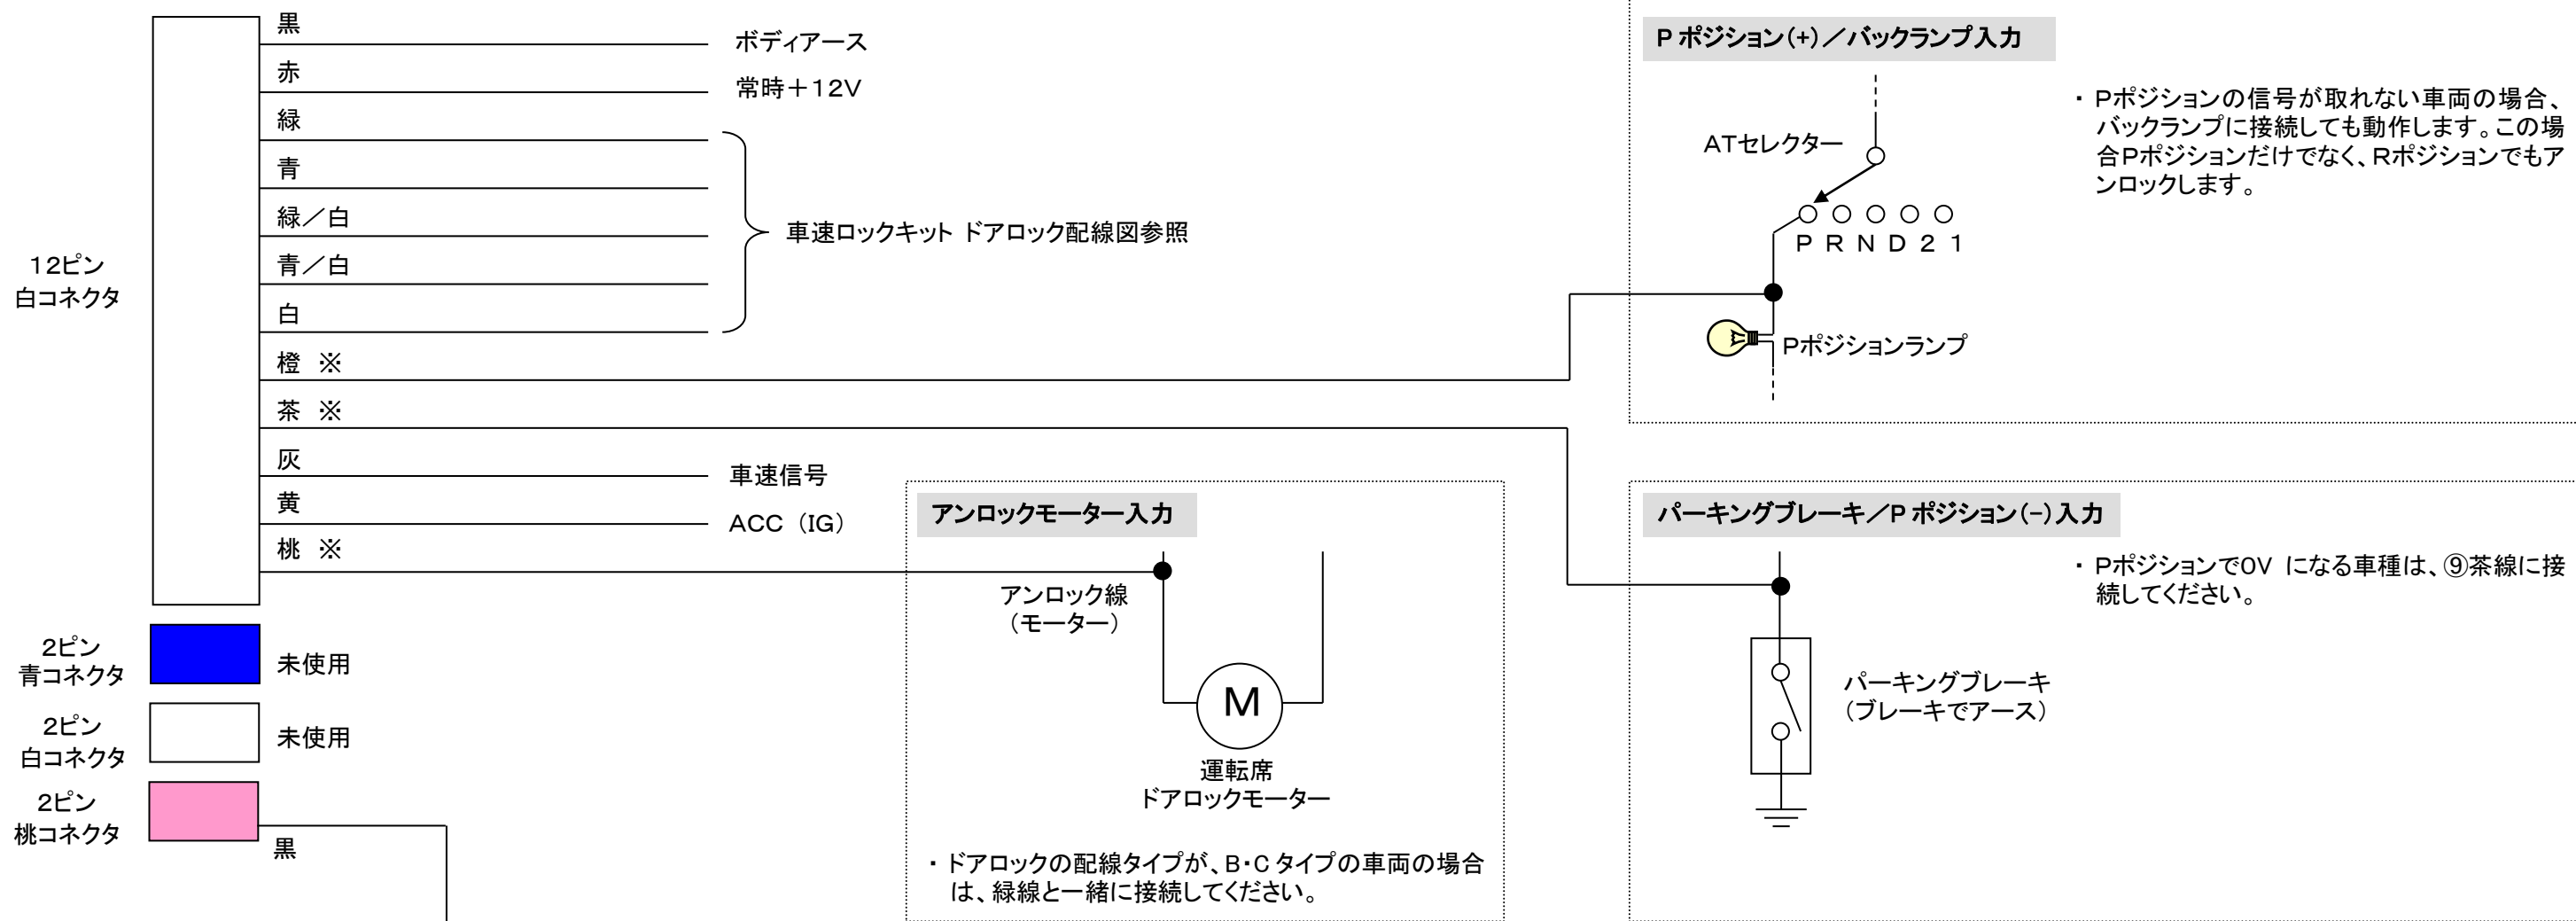 黒
ボディアース
赤
常時＋１２V
緑
青
緑／白
車速ロックキット ドアロック配線図参照
青／白
白
12ピン
白コネクタ
橙 ※
茶 ※
灰
車速信号
黄
ACC（IG）
桃 ※
2ピン
青コネクタ
未使用
2ピン
白コネクタ
未使用
2ピン
桃コネクタ
黒
アンロックモーター入力
アンロック線
（モーター）
M
運転席
ドアロックモーター
・ドアロックの配線タイプが、B・C タイプの車両の場合
は、緑線と一緒に接続してください。
P ポジション（+）／バックランプ入力
ATセレクター
P R N D 2 1
Pポジションランプ
・Pポジションの信号が取れない車両の場合、
バックランプに接続しても動作します。この場
合Pポジションだけでなく、Rポジションでもア
ンロックします。
パーキングブレーキ／P ポジション（-）入力
・Pポジションで0V になる車種は、⑨茶線に接
続してください。
パーキングブレーキ
（ブレーキでアース）